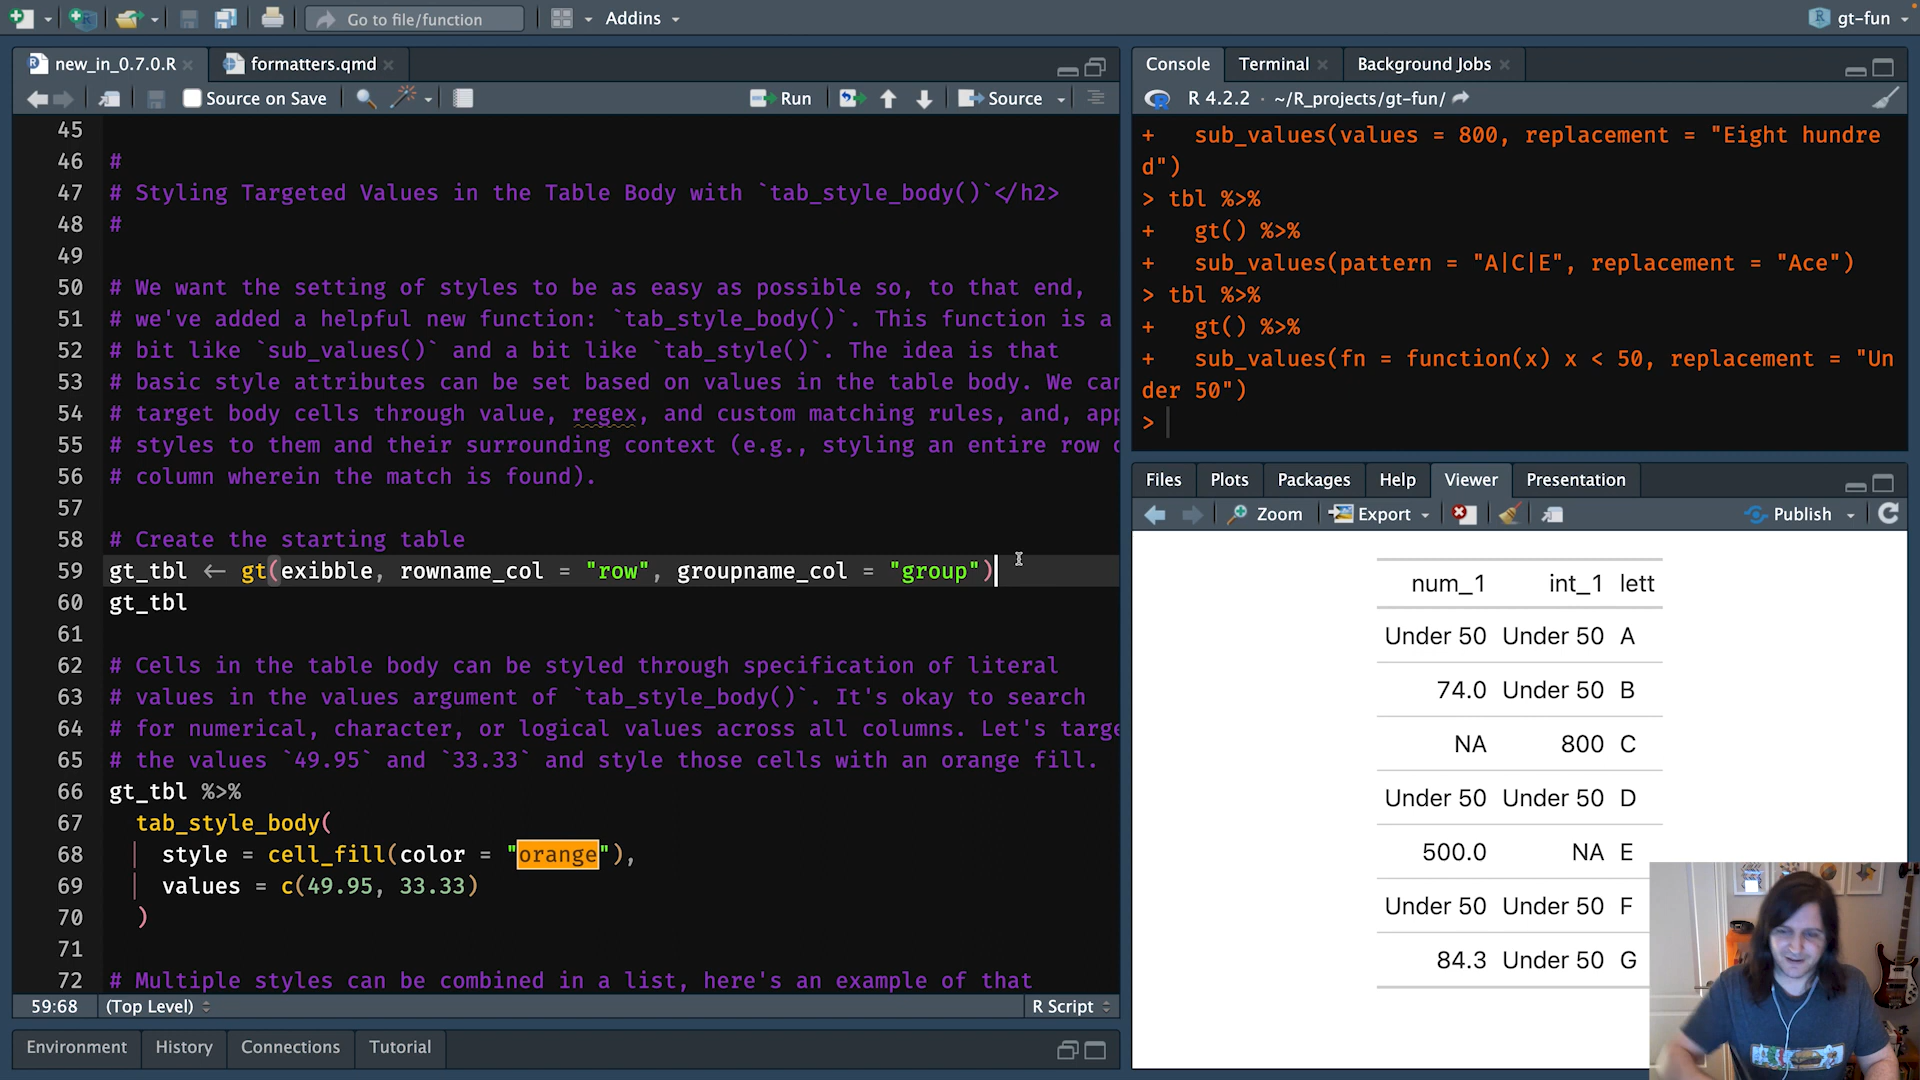 Go to file/function
Addins
gt-fun
new_in_0.7.0.R
formatters.qmd
Source on Save
Run
Source
45
46 #
47 # Styling Targeted Values in the Table Body with `tab_style_body()`</h2>
48 #
49
50 # We want the setting of styles to be as easy as possible so, to that end,
51 # we've added a helpful new function: `tab_style_body()`. This function is a
52 # bit like `sub_values()` and a bit like `tab_style()`. The idea is that
53 # basic style attributes can be set based on values in the table body. We can
54 # target body cells through value, regex, and custom matching rules, and, app
55 # styles to them and their surrounding context (e.g., styling an entire row
56 # column wherein the match is found).
57
58 # Create the starting table
59 gt_tbl <- gt(exibble, rowname_col = "row", groupname_col = "group")
60 gt_tbl
61
62 # Cells in the table body can be styled through specification of literal
63 # values in the values argument of `tab_style_body()`. It's okay to search
64 # for numerical, character, or logical values across all columns. Let's targe
65 # the values `49.95` and `33.33` and style those cells with an orange fill.
66 gt_tbl %>%
67 tab_style_body(
68 style = cell_fill(color = "orange"),
69 values = c(49.95, 33.33)
70 )
71
72 # Multiple styles can be combined in a list, here's an example of that
59:68 (Top Level) R Script
Environment History Connections Tutorial
Console Terminal Background Jobs
R 4.2.2 · ~/R_projects/gt-fun/
+ sub_values(values = 800, replacement = "Eight hundre
d")
> tbl %>%
+ gt() %>%
+ sub_values(pattern = "A|C|E", replacement = "Ace")
> tbl %>%
+ gt() %>%
+ sub_values(fn = function(x) x < 50, replacement = "Un
der 50")
>
Files Plots Packages Help Viewer Presentation
Zoom Export Publish
num_1 int_1 lett
Under 50 Under 50 A
74.0 Under 50 B
NA 800 C
Under 50 Under 50 D
500.0 NA E
Under 50 Under 50 F
84.3 Under 50 G